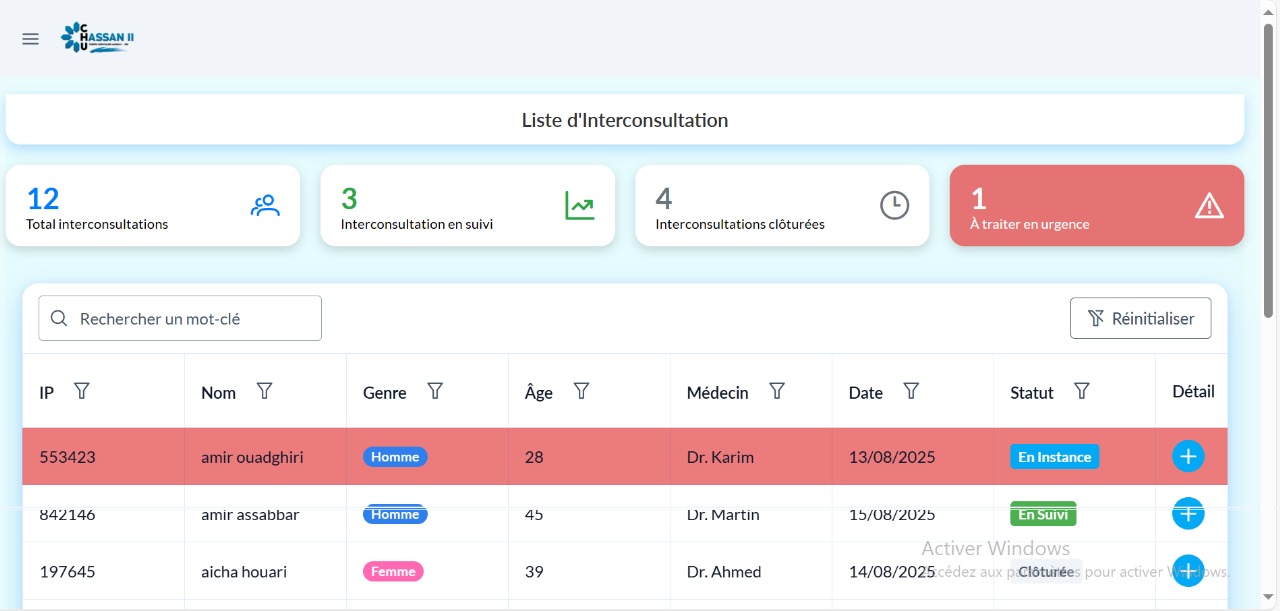 CHU
HASSAN II
Liste d'Interconsultation
12
Total interconsultations
3
Interconsultation en suivi
4
Interconsultations clôturées
1
À traiter en urgence
Rechercher un mot-clé
Réinitialiser
IP Nom Genre Âge Médecin Date Statut Détail
553423 amir ouadghiri Homme 28 Dr. Karim 13/08/2025 En Instance
842146 amir assabbar Homme 45 Dr. Martin 15/08/2025 En Suivi
Activer Windows
197645 aicha houari Femme 39 Dr. Ahmed 14/08/2025 Clôturée
Accédez aux paramètres pour activer Windows.